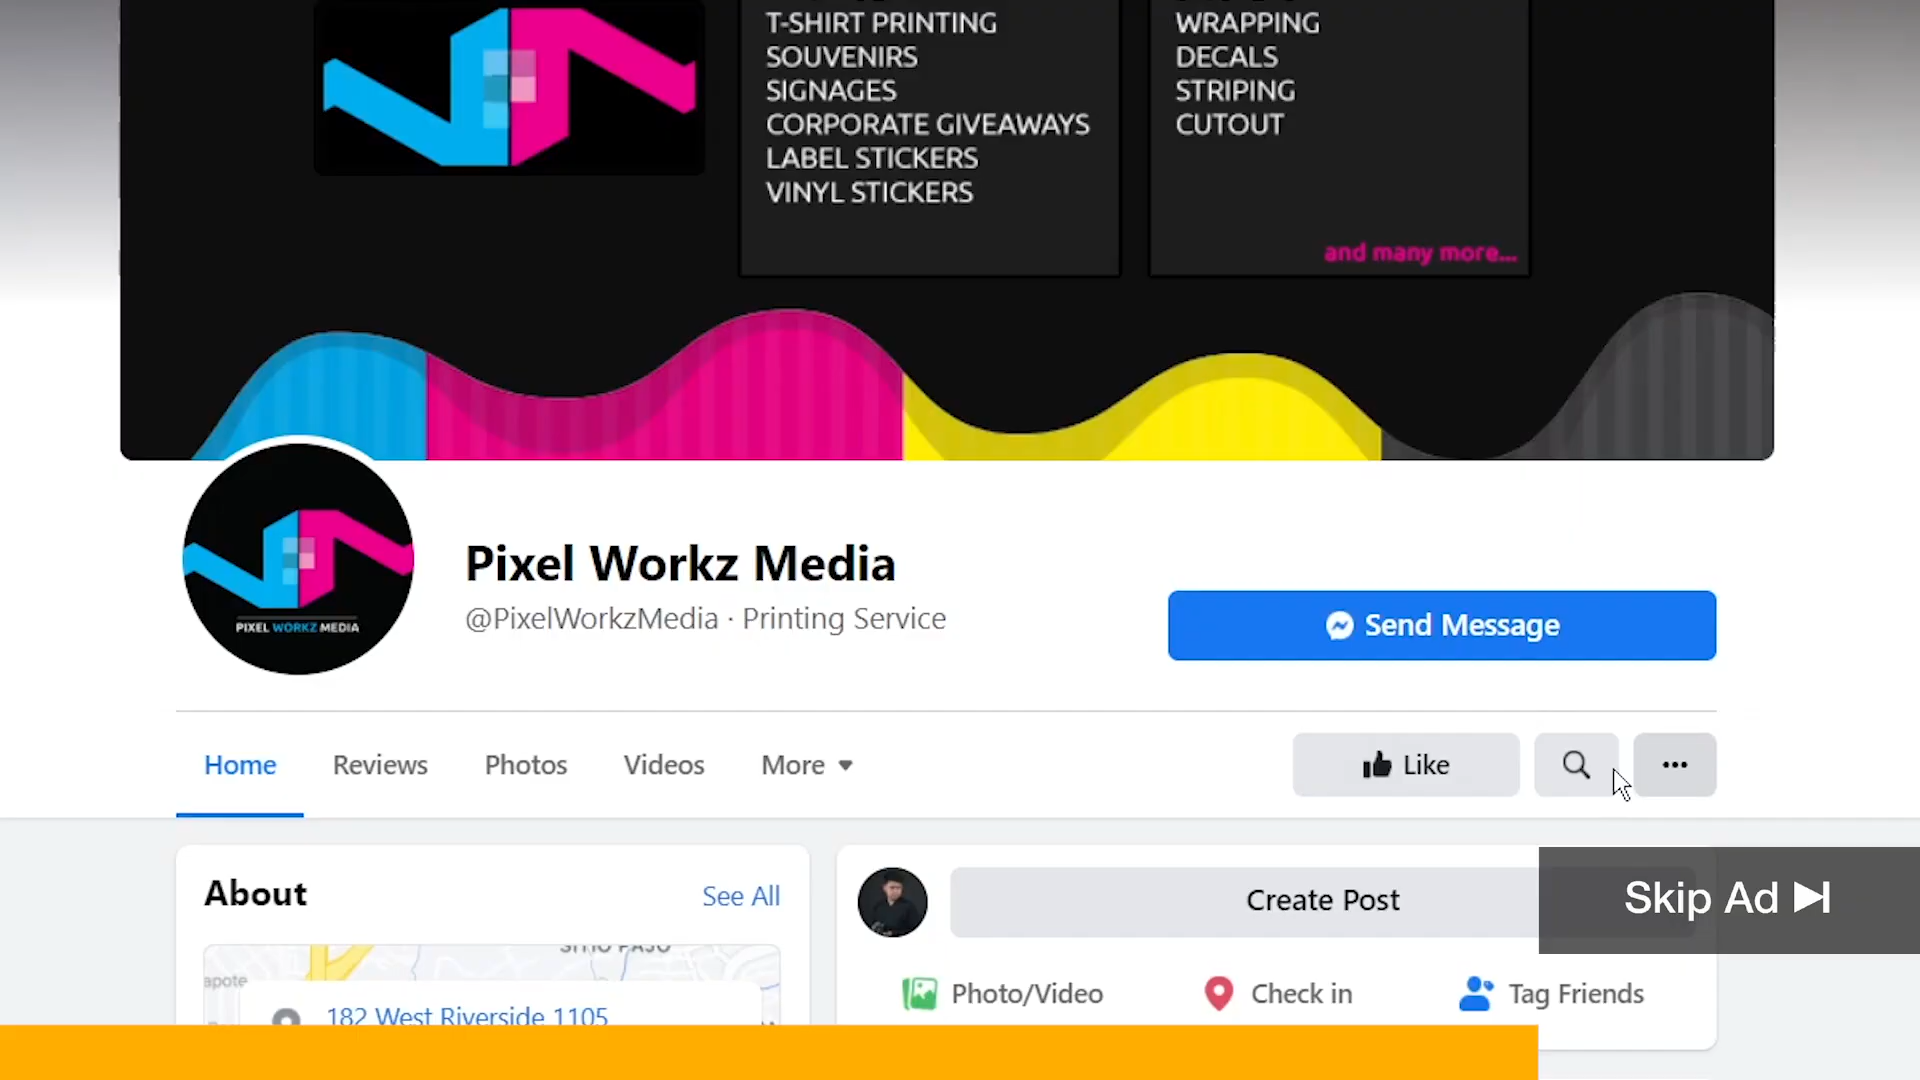 T-SHIRT PRINTING
SOUVENIRS
SIGNAGES
CORPORATE GIVEAWAYS
LABEL STICKERS
VINYL STICKERS
WRAPPING
DECALS
STRIPING
CUTOUT
and many more...
PIXEL WORKZ MEDIA
Pixel Workz Media
@PixelWorkzMedia · Printing Service
Send Message
Home Reviews Photos Videos More
Like
About
See All
Create Post
Skip Ad
apote
182 West Riverside 1105
Photo/Video
Check in
Tag Friends